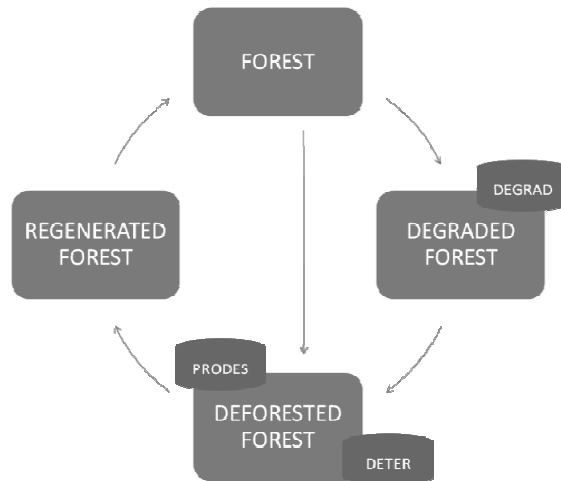 FOREST
DEGRAD
REGENERATED
FOREST
DEGRADED
FOREST
PRODES
DEFORESTED
FOREST
DETER